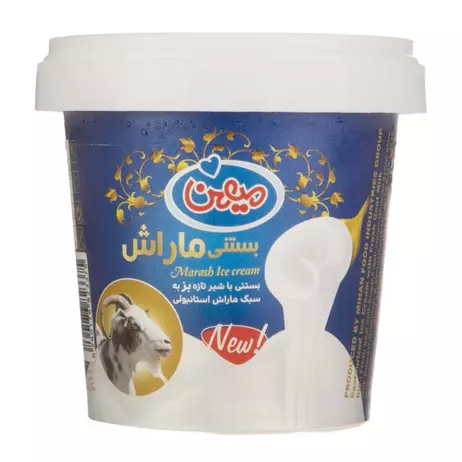 میهن
بستنی ماراش
Marash Ice cream
بستنی با شیر تازه بز به
سبک ماراش استانبولی
New!
PRODUCED BY MIHAN FOOD INDUSTRIES GROUP